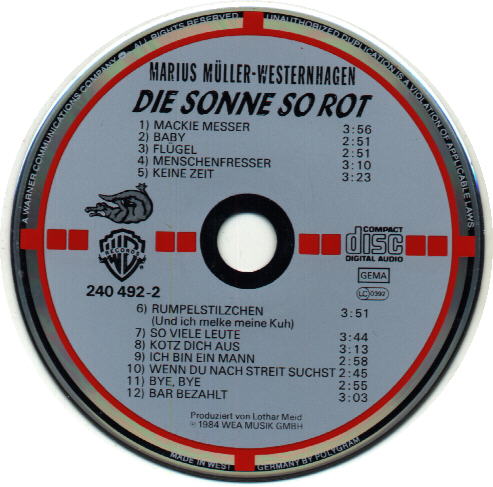 A WARNER COMMUNICATIONS COMPANY ℗. ALL RIGHTS RESERVED
UNAUTHORIZED DUPLICATION IS A VIOLATION OF APPLICABLE LAWS
MARIUS MÜLLER-WESTERNHAGEN
DIE SONNE SO ROT
1) MACKIE MESSER 3:56
2) BABY 2:51
3) FLÜGEL 2:51
4) MENSCHENFRESSER 3:10
5) KEINE ZEIT 3:23
WB
RECORDS
COMPACT
disc
DIGITAL AUDIO
GEMA
LC 0392
240 492-2
6) RUMPELSTILZCHEN 3:51
(Und ich melke meine Kuh)
7) SO VIELE LEUTE 3:44
8) KOTZ DICH AUS 3:13
9) ICH BIN EIN MANN 2:58
10) WENN DU NACH STREIT SUCHST 2:45
11) BYE, BYE 2:55
12) BAR BEZAHLT 3:03
Produziert von Lothar Meid
℗ 1984 WEA MUSIK GMBH
MADE IN WEST GERMANY BY POLYGRAM